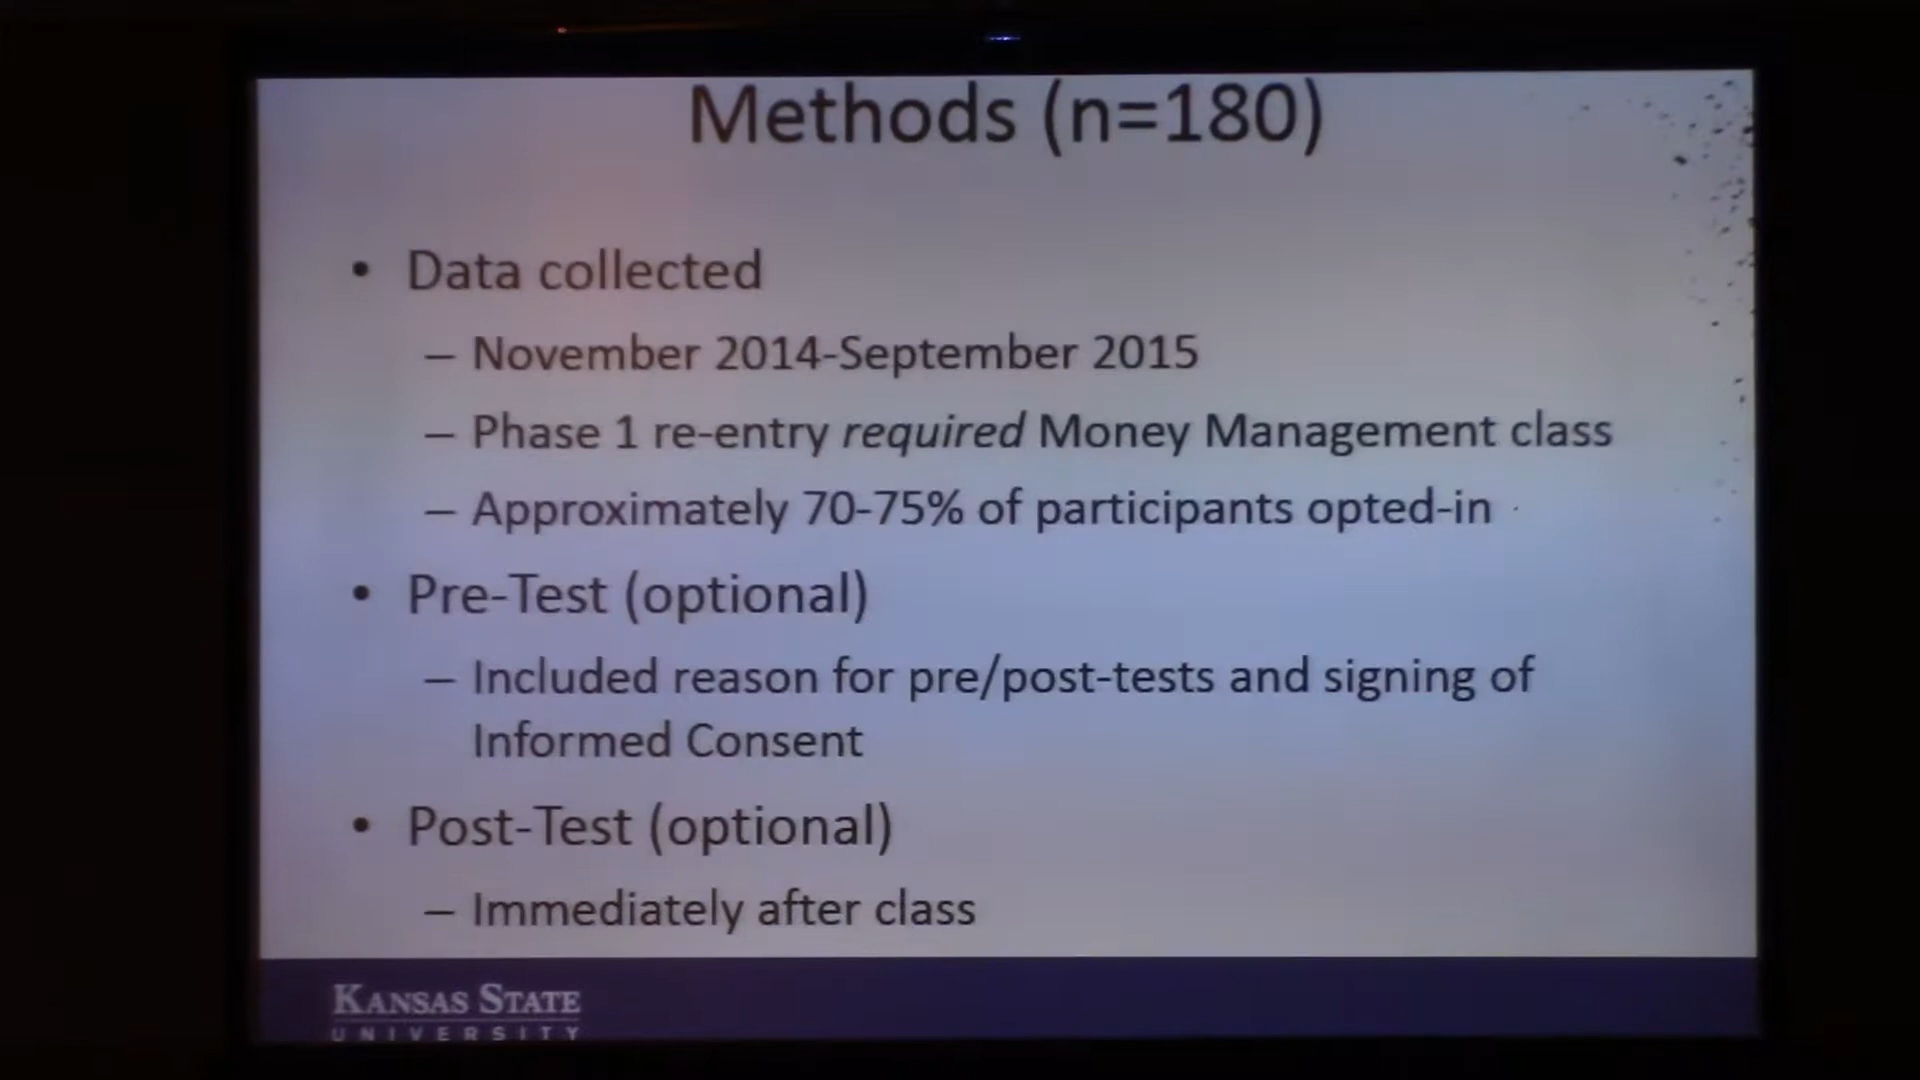 Methods (n=180)
• Data collected
– November 2014-September 2015
– Phase 1 re-entry required Money Management class
– Approximately 70-75% of participants opted-in
• Pre-Test (optional)
– Included reason for pre/post-tests and signing of
Informed Consent
• Post-Test (optional)
– Immediately after class
KANSAS STATE
UNIVERSITY